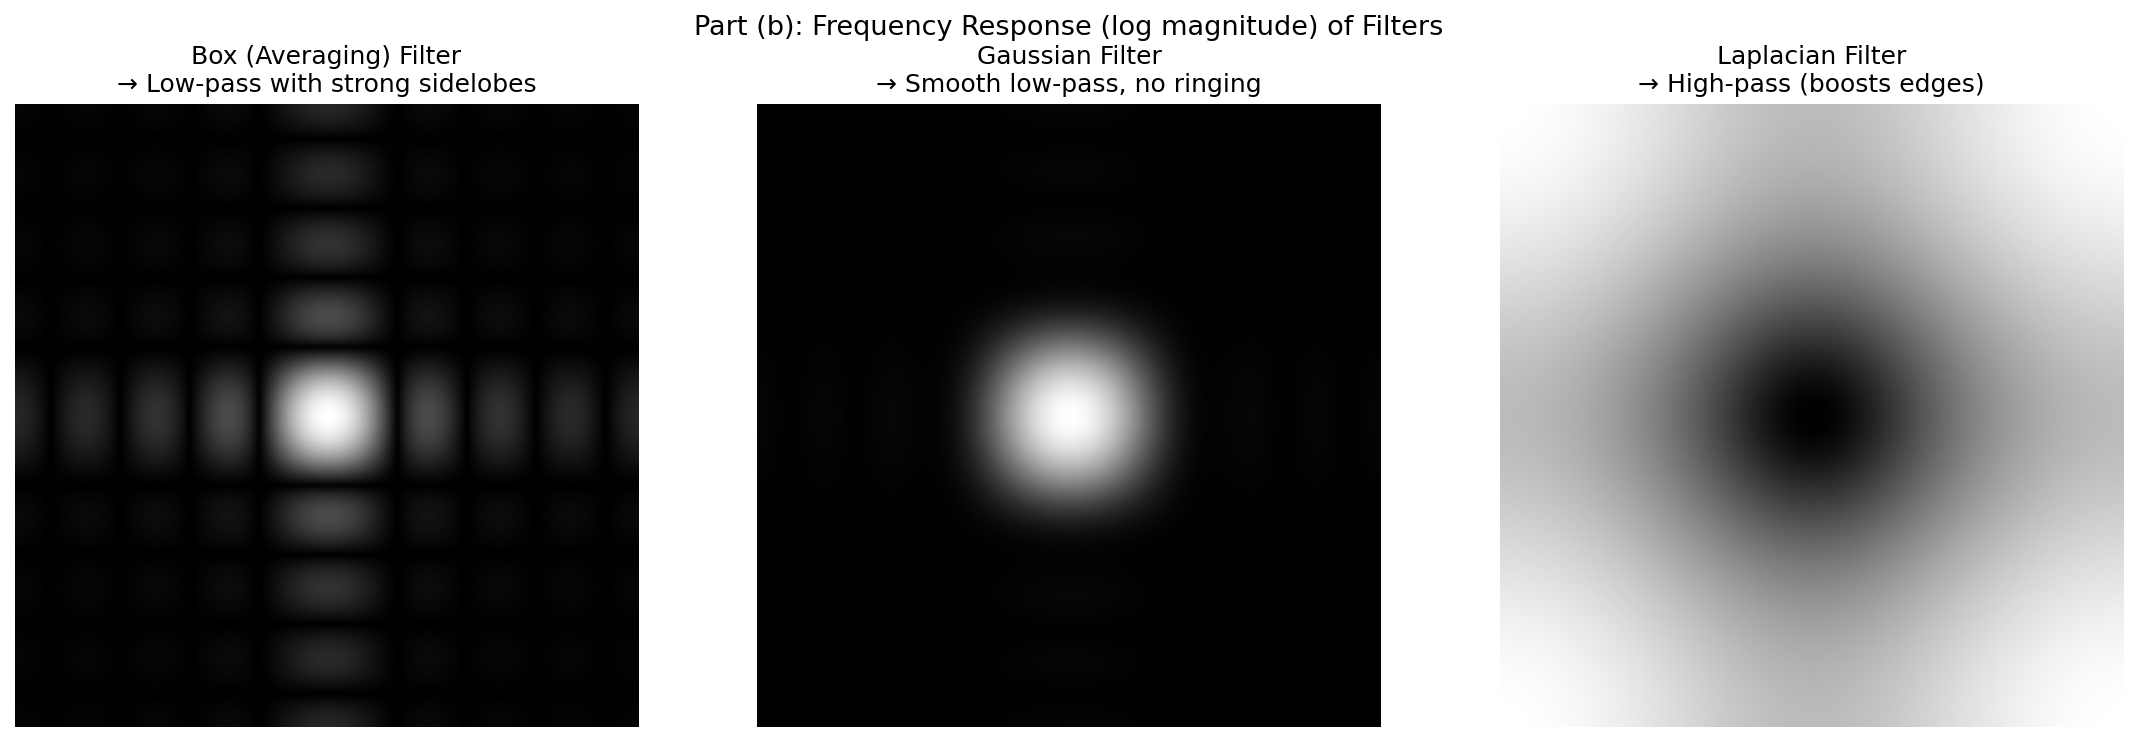 Part (b): Frequency Response (log magnitude) of Filters
Box (Averaging) Filter
→ Low-pass with strong sidelobes
Gaussian Filter
→ Smooth low-pass, no ringing
Laplacian Filter
→ High-pass (boosts edges)